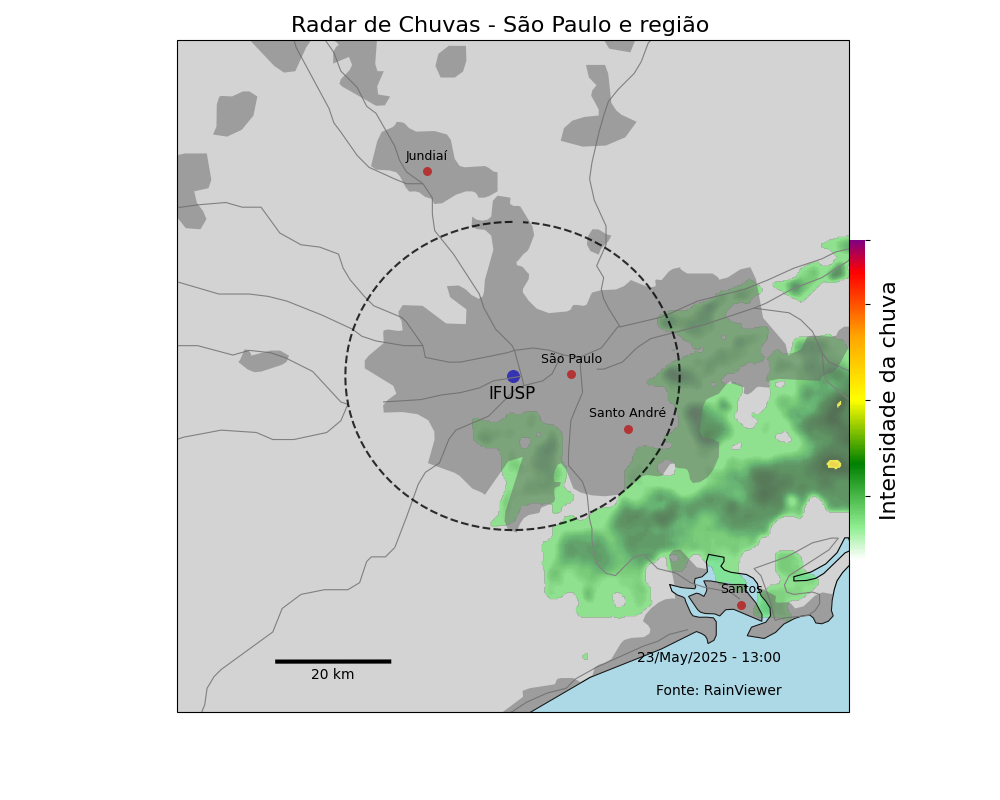 Radar de Chuvas - São Paulo e região
Jundiaí
São Paulo
IFUSP
Santo André
Intensidade da chuva
Santos
23/May/2025 - 13:00
20 km
Fonte: RainViewer